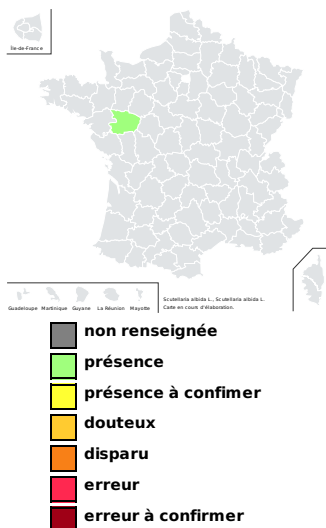 Île-de-France
Guadeloupe Martinique Guyane La Réunion Mayotte
Scutellaria albida L., Scutellaria albida L.
Carte en cours d'élaboration.
non renseignée
présence
présence à confimer
douteux
disparu
erreur
erreur à confirmer